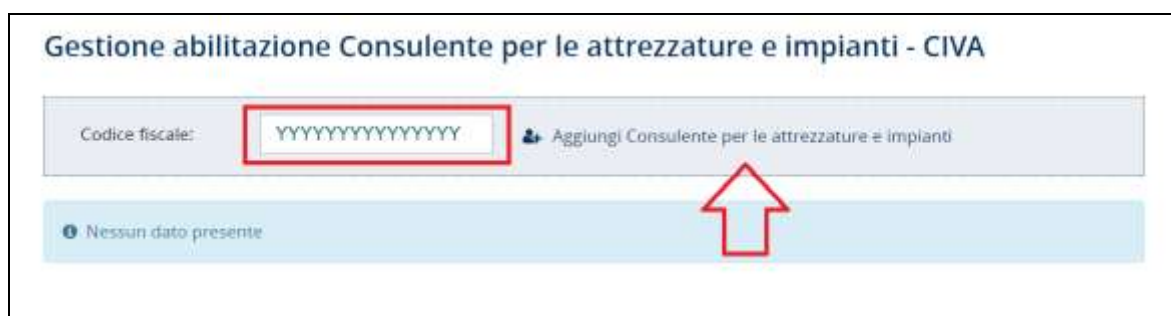 Gestione abilitazione Consulente per le attrezzature e impianti - CIVA
Codice fiscale: YYYYYYYYYYYYYYY Aggiungi Consulente per le attrezzature e impianti
Nessun dato presente